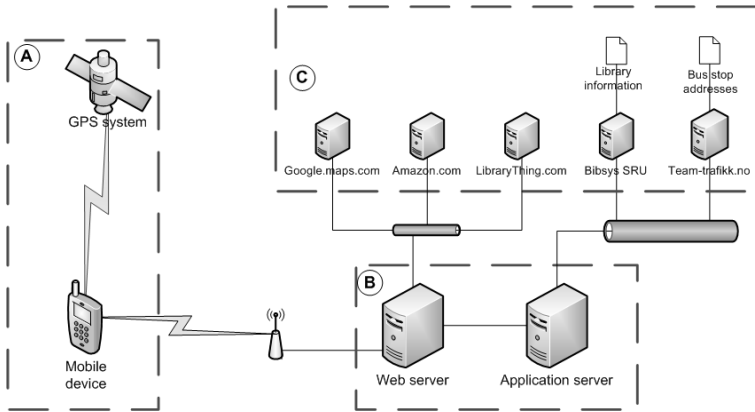 A
GPS system
C
Library
information
Bus stop
addresses
Google.maps.com
Amazon.com
LibraryThing.com
Bibsys SRU
Team-trafikk.no
B
Mobile
device
Web server
Application server